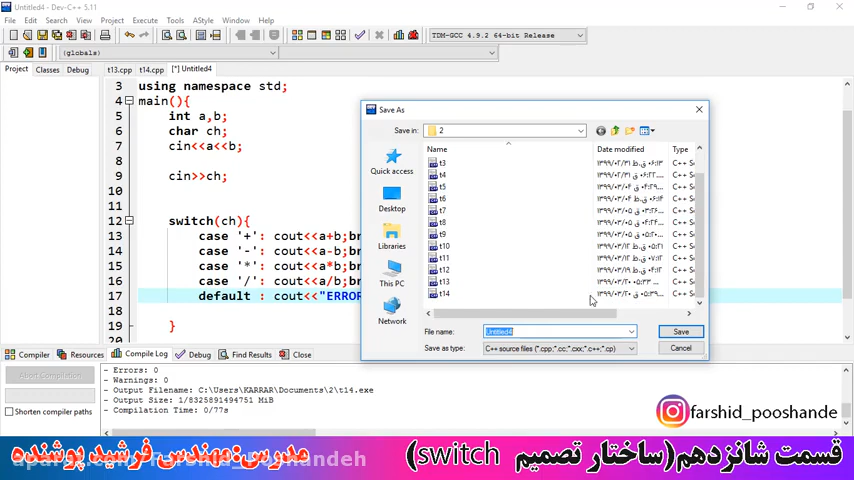 Untitled4 - Dev-C++ 5.11
File Edit Search View Project Execute Tools AStyle Window Help
TDM-GCC 4.9.2 64-bit Release
(globals)
Project Classes Debug t13.cpp t14.cpp [*] Untitled4
3 using namespace std;
4 main(){
5 int a,b;
6 char ch;
7 cin<<a<<b;
8
9 cin>>ch;
10
11
12 switch(ch){
13 case '+': cout<<a+b;br
14 case '-': cout<<a-b;br
15 case '*': cout<<a*b;br
16 case '/': cout<<a/b;br
17 default : cout<<"ERROR
18
19 }
Save As
Save in: 2
Name Date modified Type
t3
t4
t5
t6
t7
t8
t9
t10
t11
t12
t13
t14
Quick access
Desktop
Libraries
This PC
Network
File name: Untitled4 Save
Save as type: C++ source files (*.cpp;*.cc;*.cxx;*.c++;*.cp) Cancel
Compiler Resources Compile Log Debug Find Results Close
Abort Compilation
Shorten compiler paths
- Errors: 0
- Warnings: 0
- Output Filename: C:\Users\KARRAR\Documents\2\t14.exe
- Output Size: 1/8325891494751 MiB
- Compilation Time: 0/77s
farshid_pooshande
قسمت شانزدهم(ساختار تصمیم switch)
مدرس:مهندس فرشید پوشنده
aparat.com/Farshid_Pooshandeh